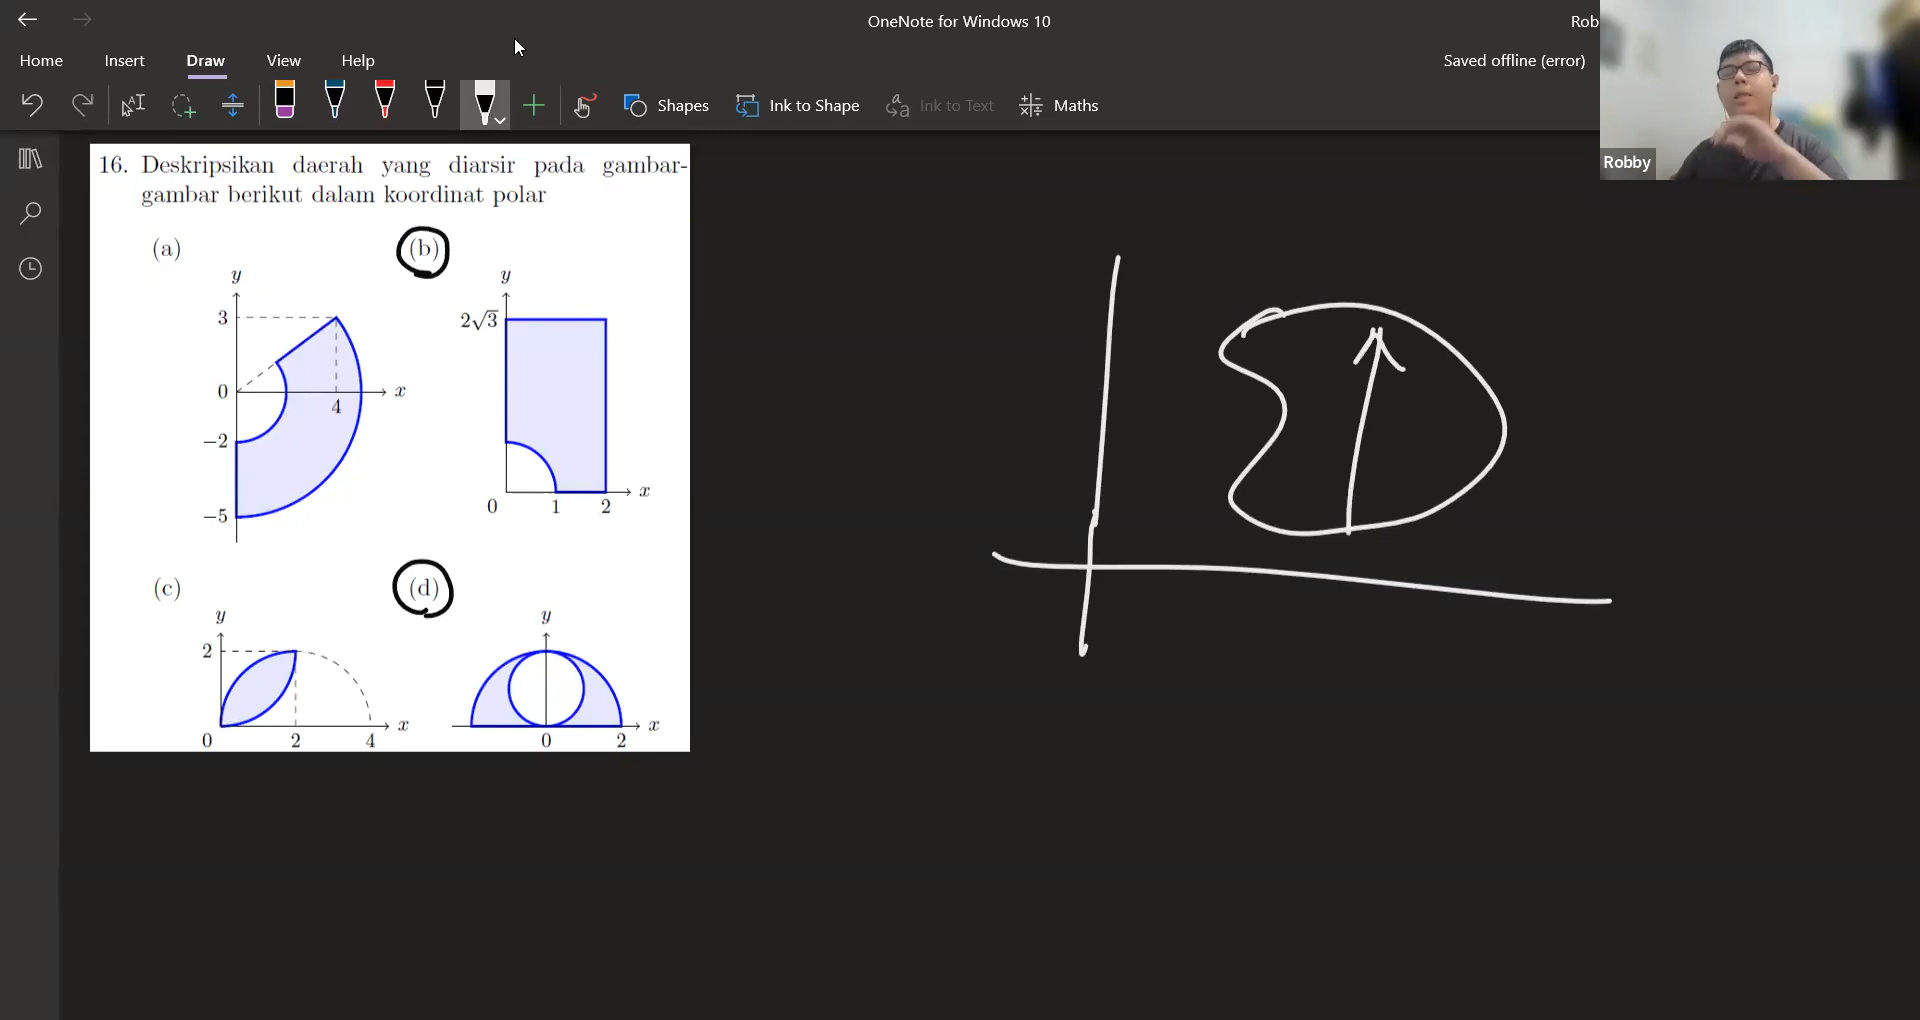 OneNote for Windows 10
Rob
Home Insert Draw View Help
Saved offline (error)
Shapes Ink to Shape Ink to Text Maths
Robby
16. Deskripsikan daerah yang diarsir pada gambar-
gambar berikut dalam koordinat polar
(a)
y
3
0
x
4
−2
−5
(b)
y
2√3
0 1 2
x
(c)
y
2
x
0 2 4
(d)
y
x
0 2